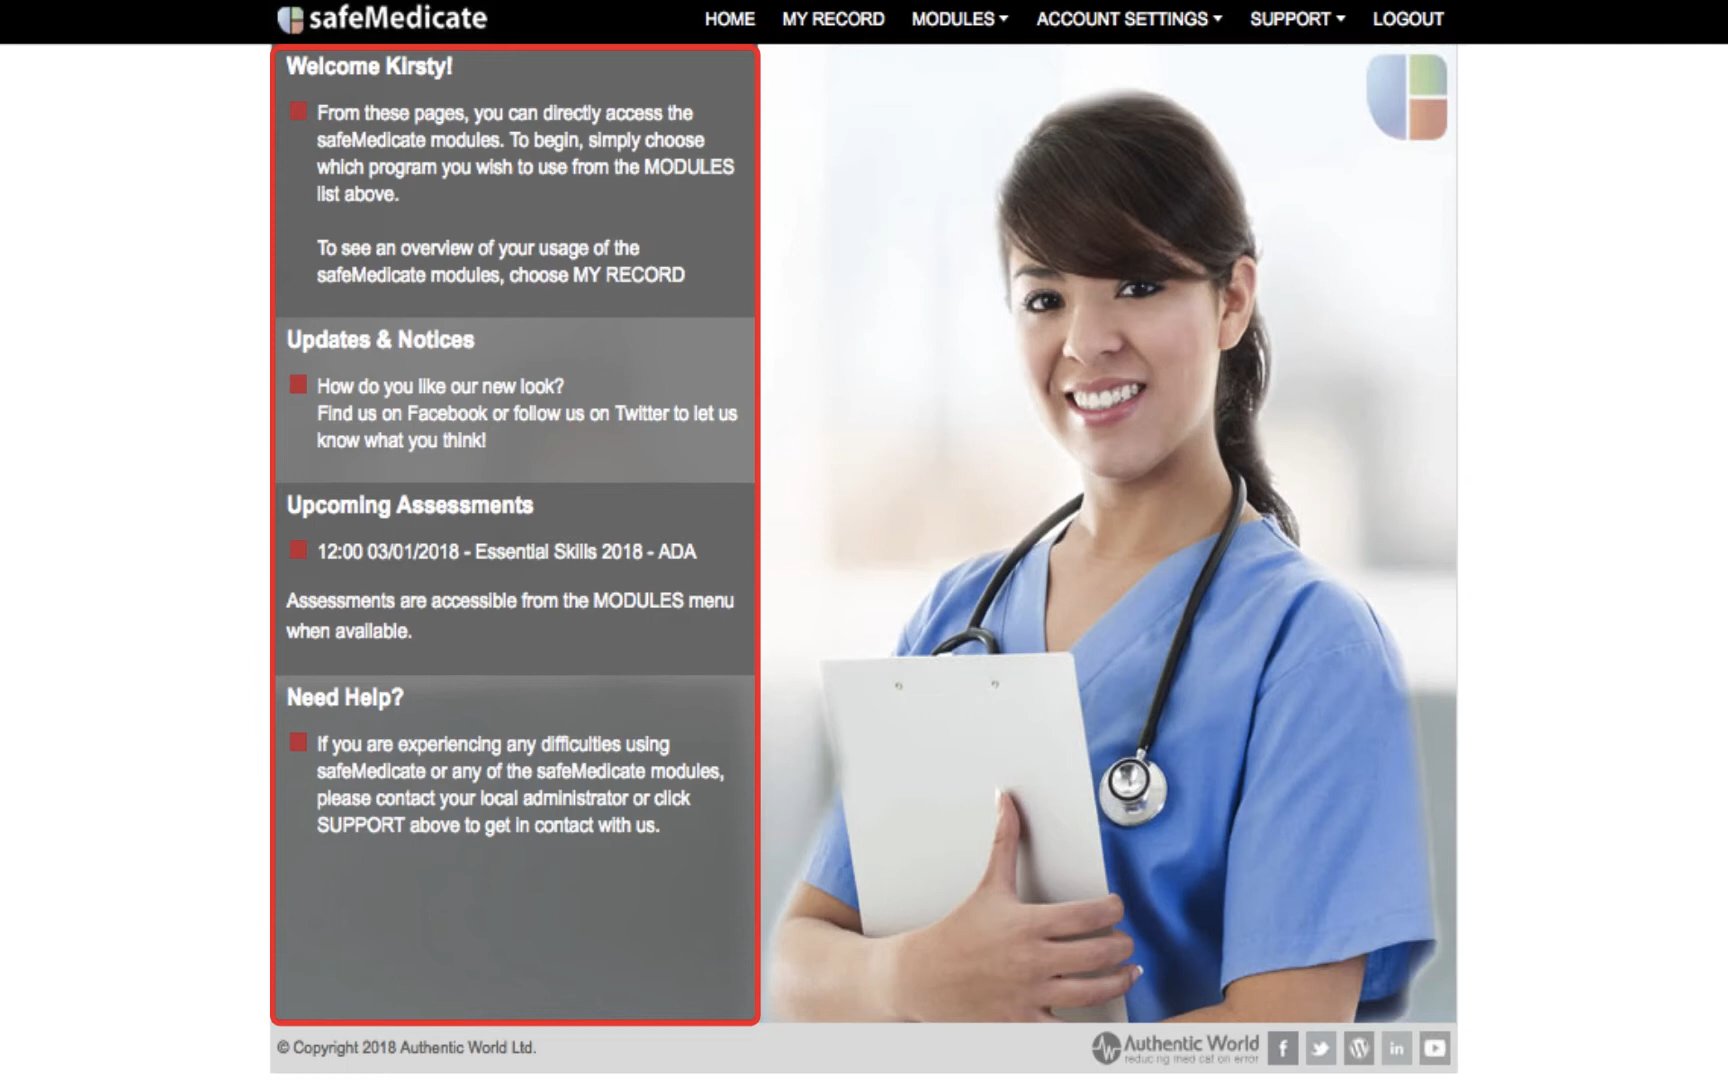 safeMedicate
HOME MY RECORD MODULES ACCOUNT SETTINGS SUPPORT LOGOUT
Welcome Kirsty!
From these pages, you can directly access the
safeMedicate modules. To begin, simply choose
which program you wish to use from the MODULES
list above.
To see an overview of your usage of the
safeMedicate modules, choose MY RECORD
Updates & Notices
How do you like our new look?
Find us on Facebook or follow us on Twitter to let us
know what you think!
Upcoming Assessments
12:00 03/01/2018 - Essential Skills 2018 - ADA
Assessments are accessible from the MODULES menu
when available.
Need Help?
If you are experiencing any difficulties using
safeMedicate or any of the safeMedicate modules,
please contact your local administrator or click
SUPPORT above to get in contact with us.
© Copyright 2018 Authentic World Ltd.
Authentic World
reducing medication error
f
in